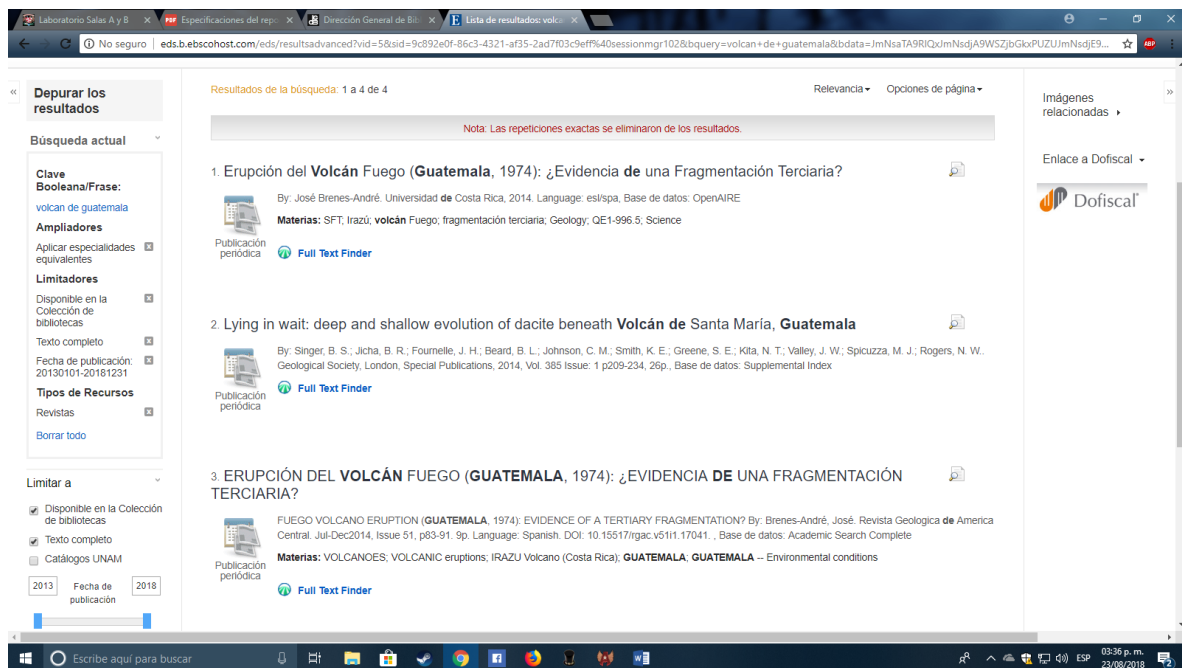 Laboratorio Salas A y B
Especificaciones del repo
Dirección General de Bibl
Lista de resultados: volca
No seguro | eds.b.ebscohost.com/eds/resultsadvanced?vid=5&sid=9c892e0f-86c3-4321-af35-2ad7f03c9eff%40sessionmgr102&bquery=volcan+de+guatemala&bdata=JmNsaTA9RlQxJmNsdjA9WSZjbGkxPUZUJmNsdjE9...
Depurar los
resultados
Búsqueda actual
Clave
Booleana/Frase:
volcan de guatemala
Ampliadores
Aplicar especialidades
equivalentes
Limitadores
Disponible en la
Colección de
bibliotecas
Texto completo
Fecha de publicación:
20130101-20181231
Tipos de Recursos
Revistas
Borrar todo
Limitar a
Disponible en la Colección
de bibliotecas
Texto completo
Catálogos UNAM
2013 Fecha de 2018
publicación
Resultados de la búsqueda: 1 a 4 de 4
Relevancia Opciones de página
Nota: Las repeticiones exactas se eliminaron de los resultados.
1. Erupción del Volcán Fuego (Guatemala, 1974): ¿Evidencia de una Fragmentación Terciaria?
By: José Brenes-André. Universidad de Costa Rica, 2014. Language: esl/spa, Base de datos: OpenAIRE
Materias: SFT; Irazú; volcán Fuego; fragmentación terciaria; Geology; QE1-996.5; Science
Publicación
periódica
Full Text Finder
2. Lying in wait: deep and shallow evolution of dacite beneath Volcán de Santa María, Guatemala
By: Singer, B. S.; Jicha, B. R.; Fournelle, J. H.; Beard, B. L.; Johnson, C. M.; Smith, K. E.; Greene, S. E.; Kita, N. T.; Valley, J. W.; Spicuzza, M. J.; Rogers, N. W..
Geological Society, London, Special Publications, 2014, Vol. 385 Issue: 1 p209-234, 26p., Base de datos: Supplemental Index
Publicación
periódica
Full Text Finder
3. ERUPCIÓN DEL VOLCÁN FUEGO (GUATEMALA, 1974): ¿EVIDENCIA DE UNA FRAGMENTACIÓN
TERCIARIA?
FUEGO VOLCANO ERUPTION (GUATEMALA, 1974): EVIDENCE OF A TERTIARY FRAGMENTATION? By: Brenes-André, José. Revista Geologica de America
Central. Jul-Dec2014, Issue 51, p83-91. 9p. Language: Spanish. DOI: 10.15517/rgac.v51i1.17041. , Base de datos: Academic Search Complete
Materias: VOLCANOES; VOLCANIC eruptions; IRAZU Volcano (Costa Rica); GUATEMALA; GUATEMALA -- Environmental conditions
Publicación
periódica
Full Text Finder
Imágenes
relacionadas
Enlace a Dofiscal
Dofiscal
Escribe aquí para buscar
ESP
03:36 p. m.
23/08/2018
2